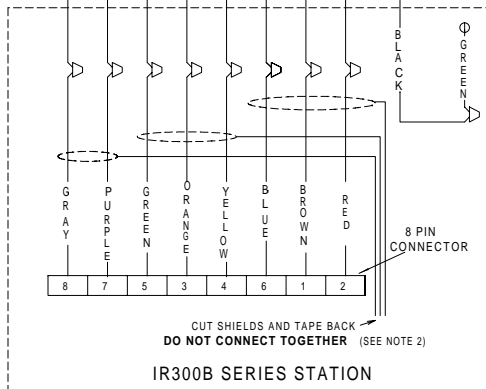 BLACK
GREEN
GRAY
PURPLE
GREEN
ORANGE
YELLOW
BLUE
BROWN
RED
8 PIN
CONNECTOR
8 7 5 3 4 6 1 2
CUT SHIELDS AND TAPE BACK
DO NOT CONNECT TOGETHER (SEE NOTE 2)
IR300B SERIES STATION